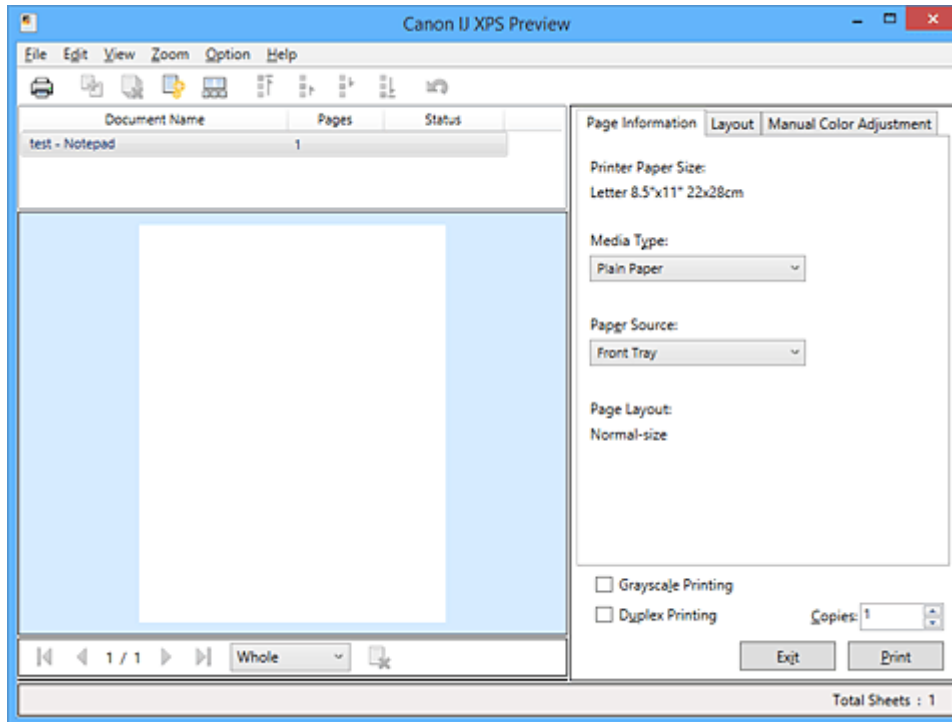 Canon IJ XPS Preview
File Edit View Zoom Option Help
Document Name Pages Status
test - Notepad 1
Page Information Layout Manual Color Adjustment
Printer Paper Size:
Letter 8.5"x11" 22x28cm
Media Type:
Plain Paper
Paper Source:
Front Tray
Page Layout:
Normal-size
Grayscale Printing
Duplex Printing Copies: 1
1 / 1 Whole Exit Print
Total Sheets : 1